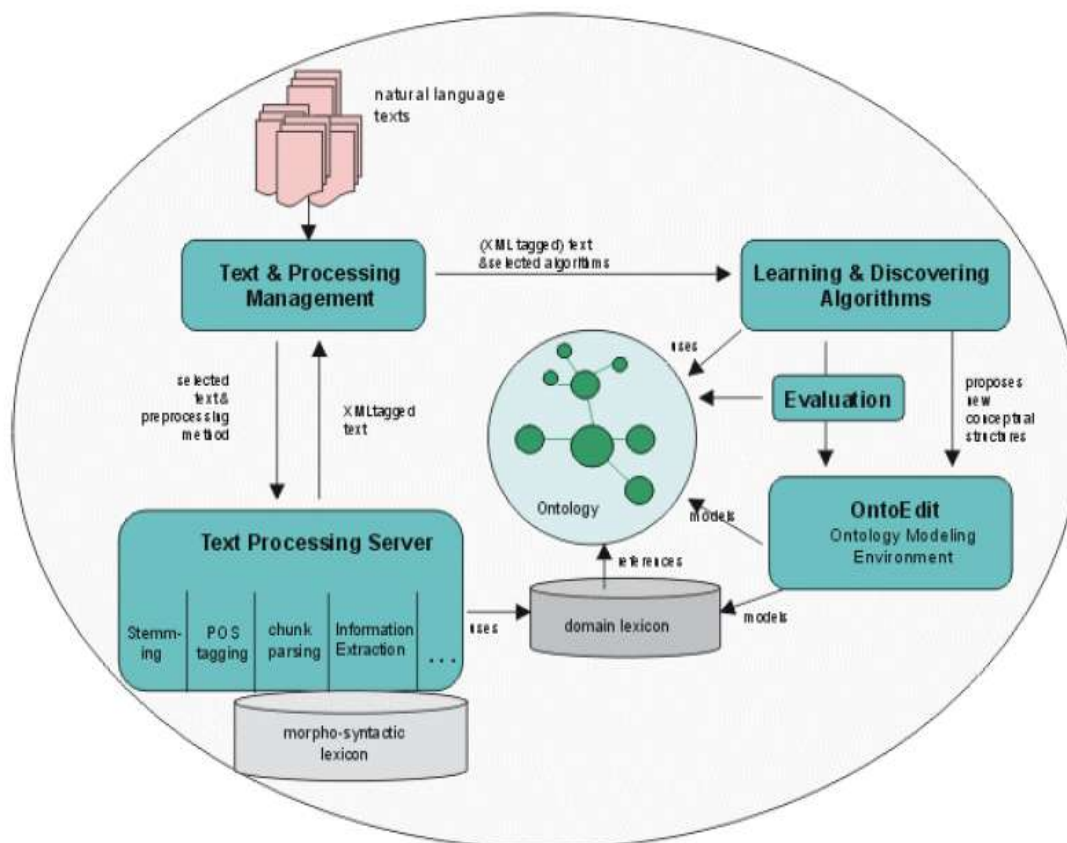 natural language
texts
Text & Processing
Management
(XML tagged) text
& selected algorithms
Learning & Discovering
Algorithms
uses
Evaluation
proposes
new
conceptual
structures
selected
text &
preprocessing
method
XML tagged
text
Ontology
models
OntoEdit
Ontology Modeling
Environment
Text Processing Server
references
Stemm-
ing
POS
tagging
chunk
parsing
Information
Extraction
...
uses
domain lexicon
models
morpho-syntactic
lexicon